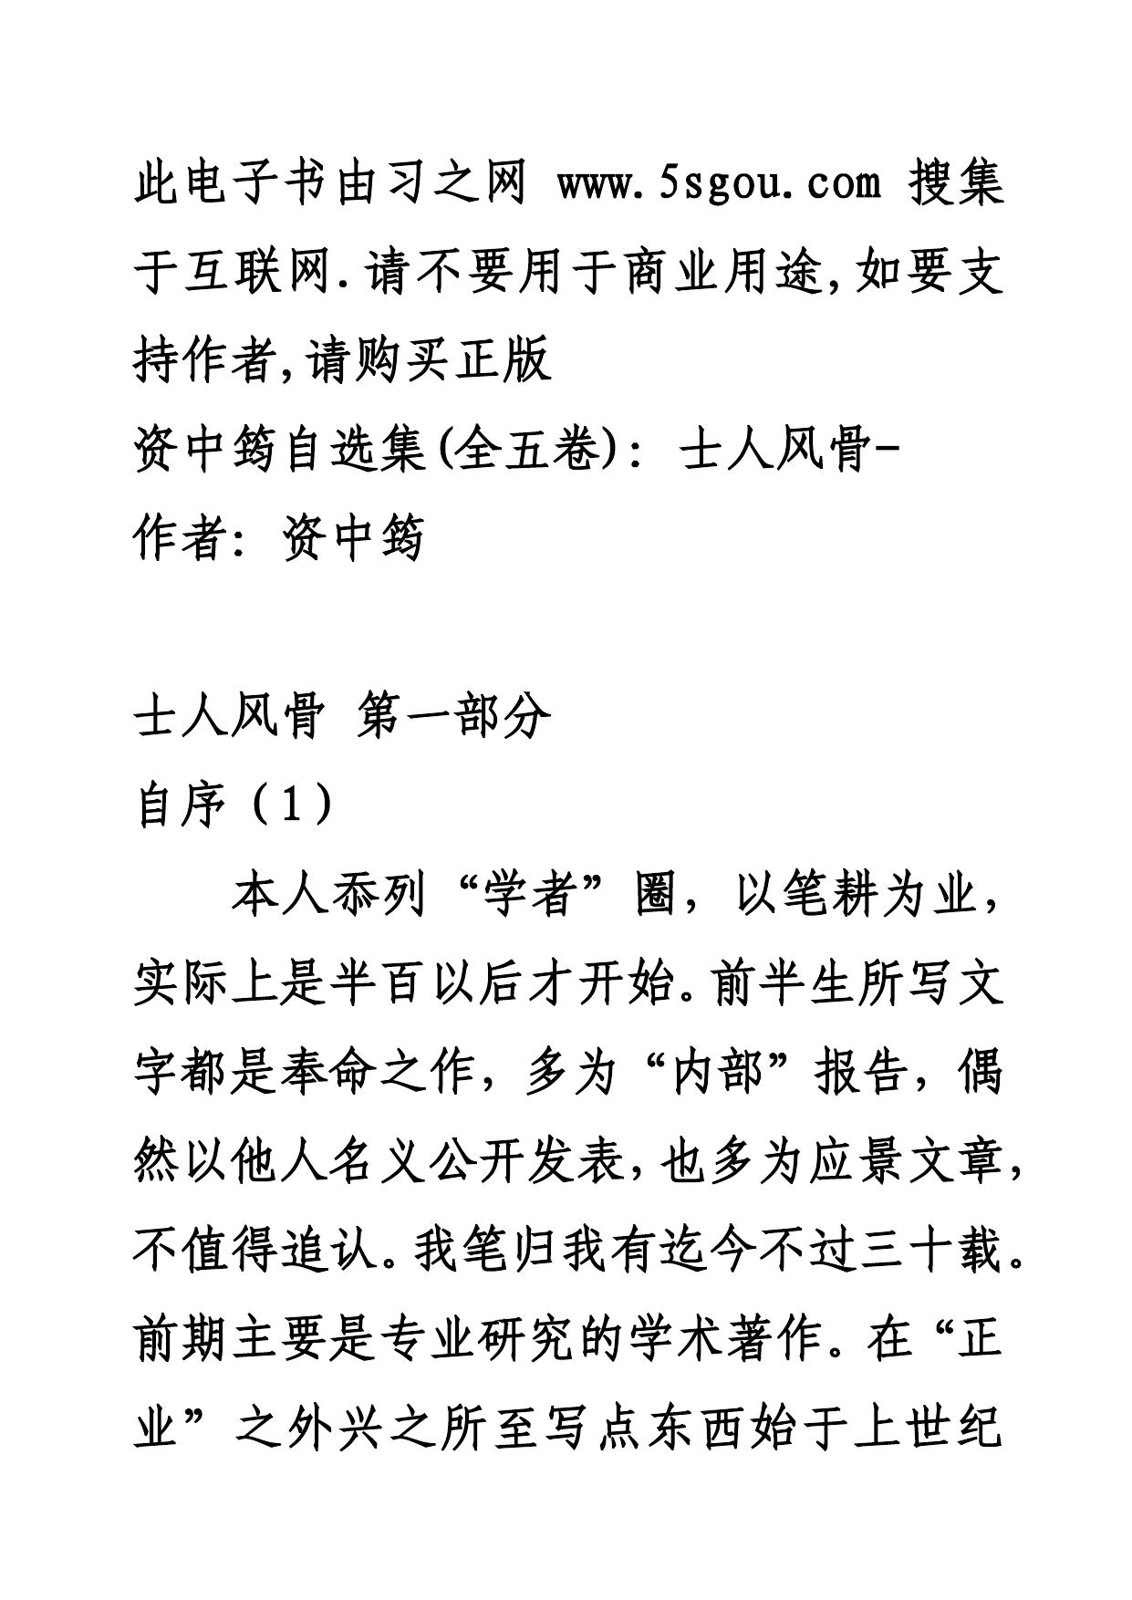 此电子书由习之网 www.5sgou.com 搜集
于互联网.请不要用于商业用途,如要支
持作者,请购买正版
资中筠自选集(全五卷)：士人风骨-
作者：资中筠
士人风骨 第一部分
自序（1）
本人忝列“学者”圈，以笔耕为业，
实际上是半百以后才开始。前半生所写文
字都是奉命之作，多为“内部”报告，偶
然以他人名义公开发表，也多为应景文章，
不值得追认。我笔归我有迄今不过三十载。
前期主要是专业研究的学术著作。在“正
业”之外兴之所至写点东西始于上世纪